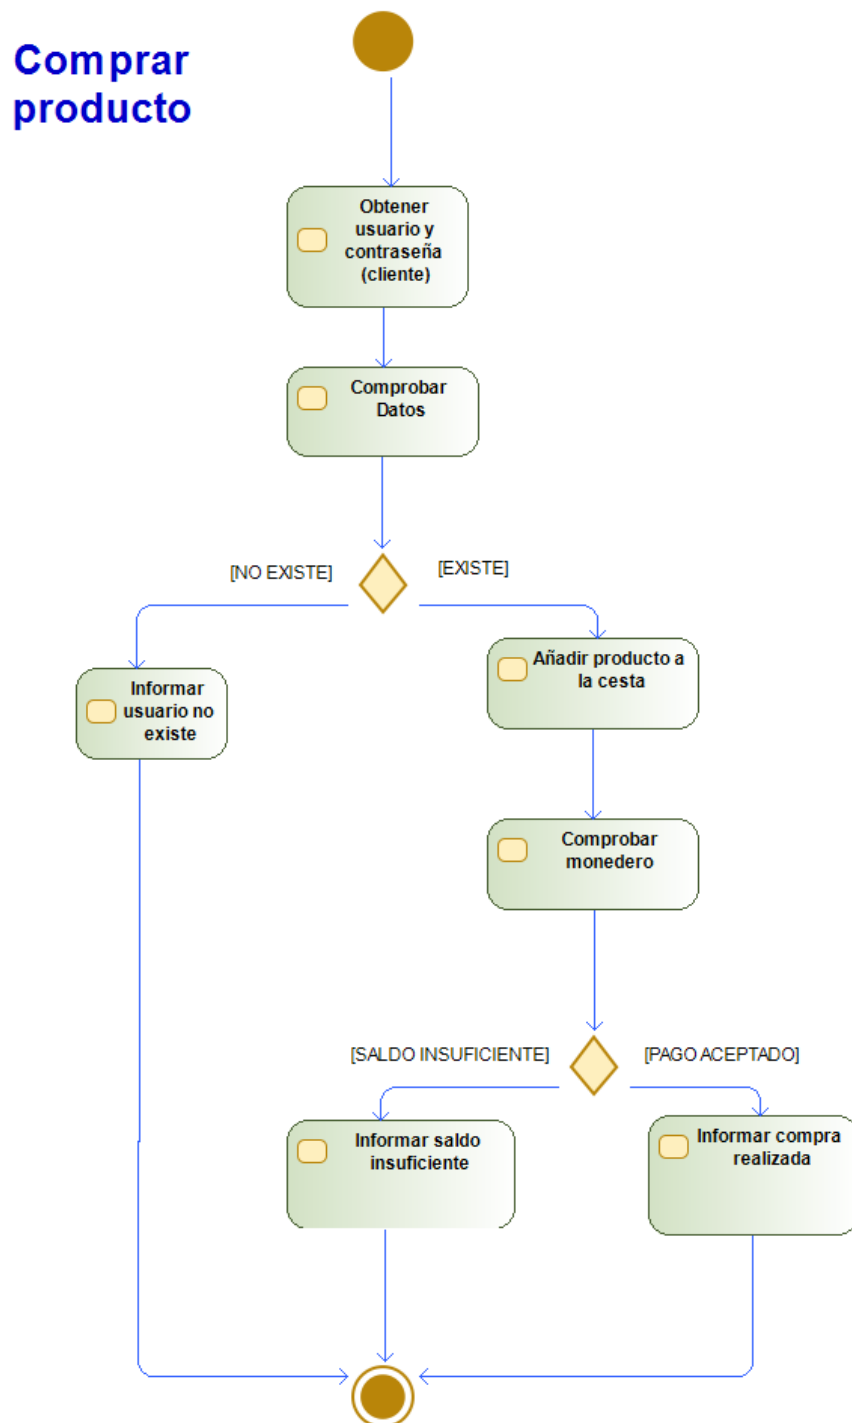 Comprar
producto
Obtener
usuario y
contraseña
(cliente)
Comprobar
Datos
[NO EXISTE]
[EXISTE]
Informar
usuario no
existe
Añadir producto a
la cesta
Comprobar
monedero
[SALDO INSUFICIENTE]
[PAGO ACEPTADO]
Informar saldo
insuficiente
Informar compra
realizada